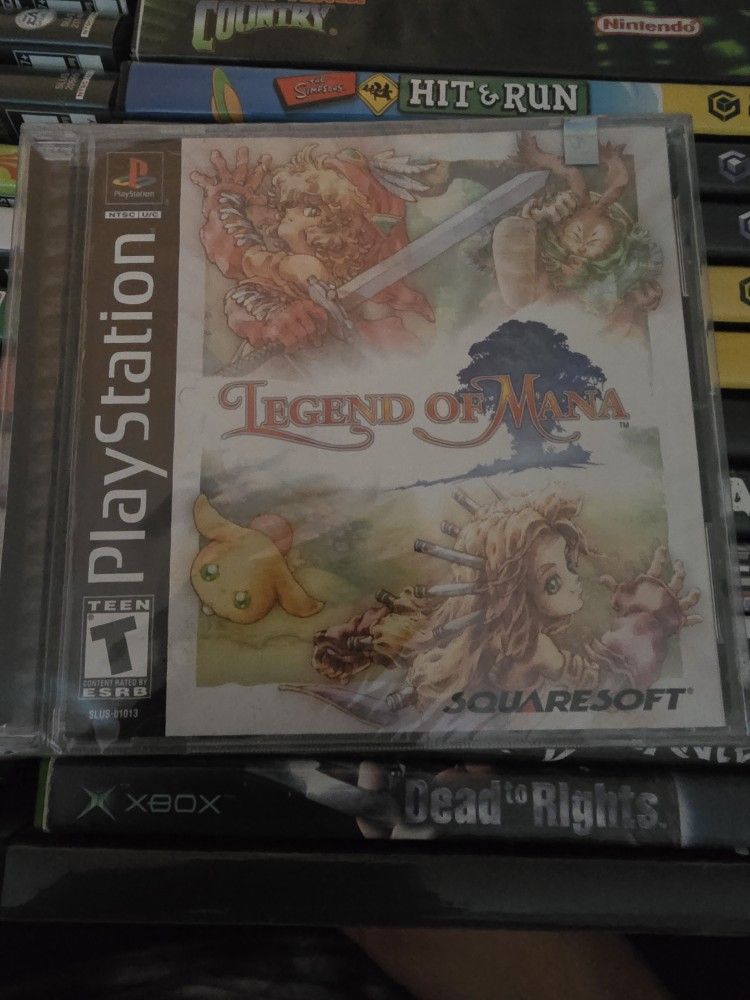 COUNTRY
Nintendo
THE
SIMPSONS
HIT & RUN
PlayStation
NTSC U/C
PlayStation
LEGEND OF MANA
TM
TEEN
T
CONTENT RATED BY
ESRB
SLUS-01013
SQUARESOFT
XBOX
Dead to Rights